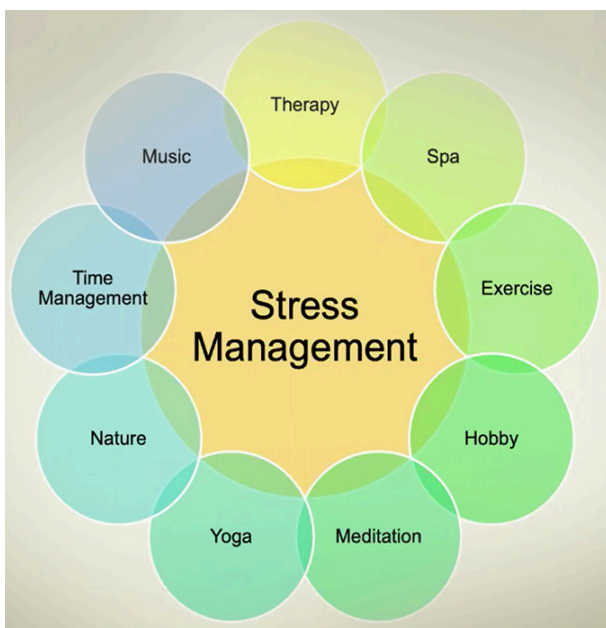 Therapy
Spa
Exercise
Hobby
Meditation
Yoga
Nature
Time
Management
Music
Stress
Management